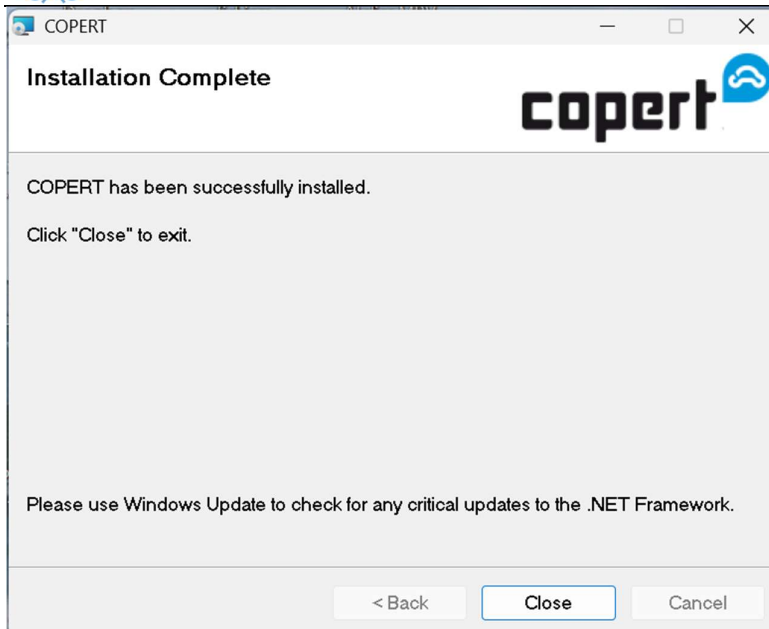 COPERT
Installation Complete
copert
COPERT has been successfully installed.
Click "Close" to exit.
Please use Windows Update to check for any critical updates to the .NET Framework.
< Back
Close
Cancel